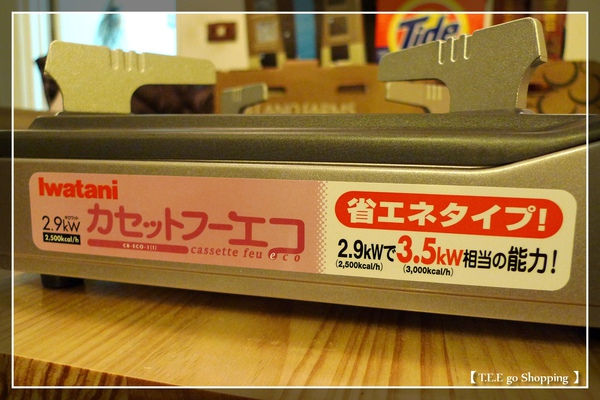 Tide
Iwatani
2.9kW
2,500kcal/h
カセットフーエコ
CB-ECO-1(1)
cassette feu eco
省エネタイプ!
2.9kWで3.5kW相当の能力!
(2,500kcal/h) (3,000kcal/h)
【 T.E.E go Shopping 】